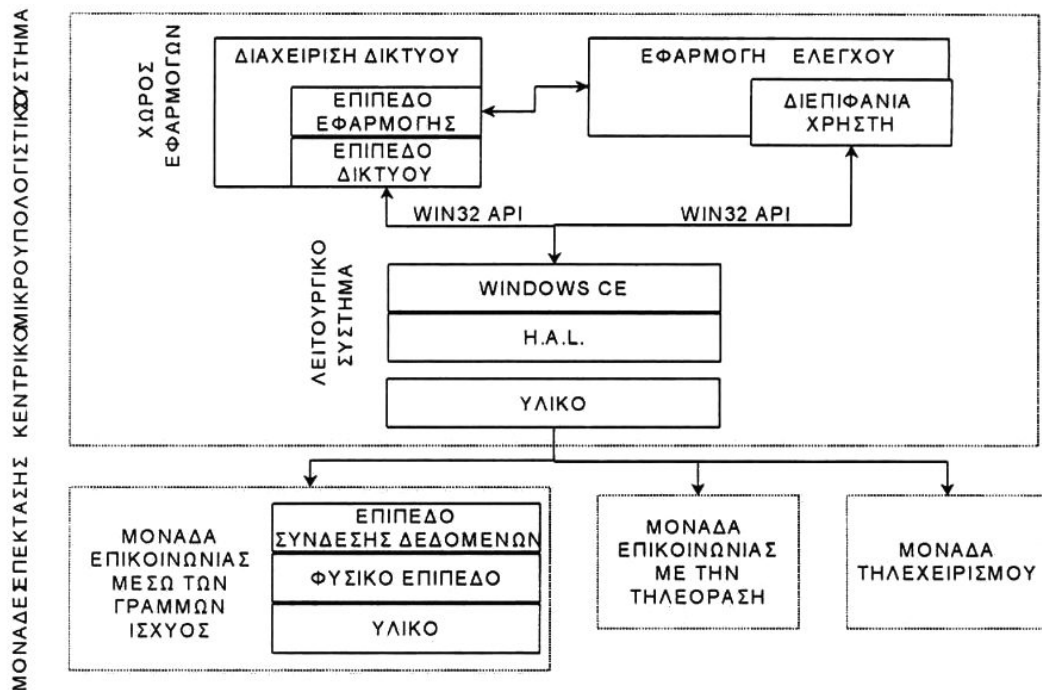 ΚΕΝΤΡΙΚΟ ΜΙΚΡΟΥΠΟΛΟΓΙΣΤΙΚΟ ΣΥΣΤΗΜΑ
ΧΩΡΟΣ
ΕΦΑΡΜΟΓΩΝ
ΔΙΑΧΕΙΡΙΣΗ ΔΙΚΤΥΟΥ
ΕΠΙΠΕΔΟ
ΕΦΑΡΜΟΓΗΣ
ΕΠΙΠΕΔΟ
ΔΙΚΤΥΟΥ
ΕΦΑΡΜΟΓΗ ΕΛΕΓΧΟΥ
ΔΙΕΠΙΦΑΝΙΑ
ΧΡΗΣΤΗ
WIN32 API
WIN32 API
ΛΕΙΤΟΥΡΓΙΚΟ
ΣΥΣΤΗΜΑ
WINDOWS CE
H.A.L.
ΥΛΙΚΟ
ΜΟΝΑΔΕΣ ΕΠΕΚΤΑΣΗΣ
ΜΟΝΑΔΑ
ΕΠΙΚΟΙΝΩΝΙΑΣ
ΜΕΣΩ ΤΩΝ
ΓΡΑΜΜΩΝ
ΙΣΧΥΟΣ
ΕΠΙΠΕΔΟ
ΣΥΝΔΕΣΗΣ ΔΕΔΟΜΕΝΩΝ
ΦΥΣΙΚΟ ΕΠΙΠΕΔΟ
ΥΛΙΚΟ
ΜΟΝΑΔΑ
ΕΠΙΚΟΙΝΩΝΙΑΣ
ΜΕ ΤΗΝ
ΤΗΛΕΟΡΑΣΗ
ΜΟΝΑΔΑ
ΤΗΛΕΧΕΙΡΙΣΜΟΥ